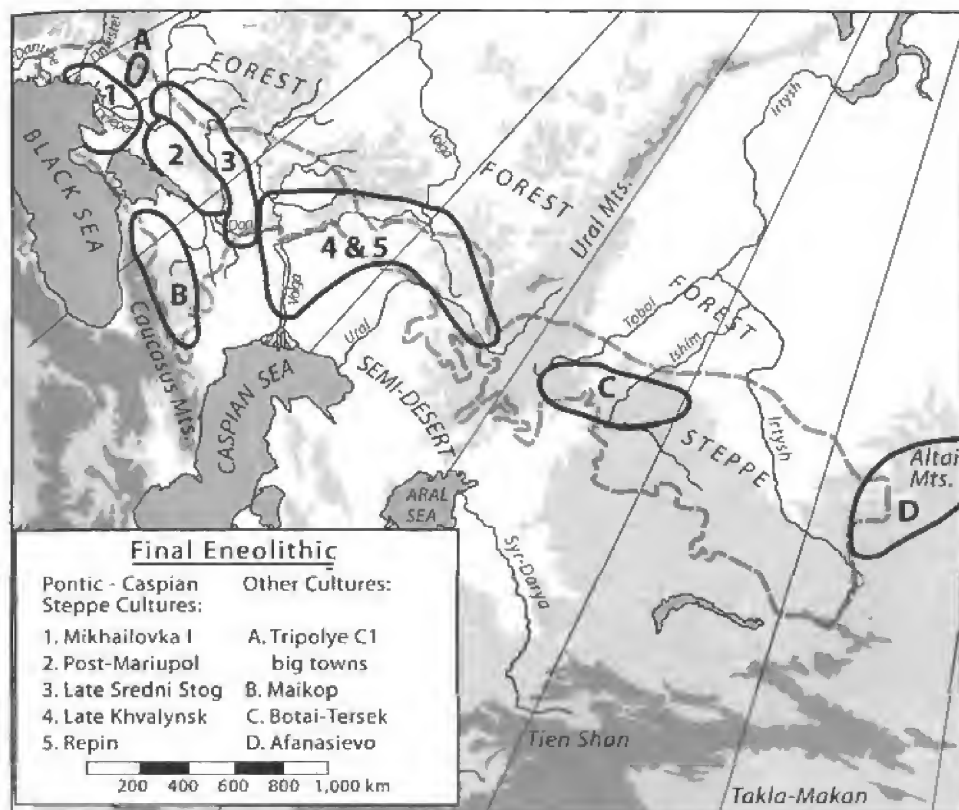 Danube
Dniester
A
FOREST
1
Dnieper
2
3
Volga
BLACK SEA
FOREST
Irtysh
Ural Mts.
Don
4 & 5
B
Volga
Caucasus Mts.
Ural
CASPIAN SEA
SEMI-DESERT
Tobol
FOREST
Ishim
C
STEPPE
Irtysh
Altai
Mts.
D
ARAL
SEA
Syr-Darya
Final Eneolithic
Pontic - Caspian
Steppe Cultures:
1. Mikhailovka I
2. Post-Mariupol
3. Late Sredni Stog
4. Late Khvalynsk
5. Repin
Other Cultures:
A. Tripolye C1
big towns
B. Maikop
C. Botai-Tersek
D. Afanasievo
200 400 600 800 1,000 km
Tien Shan
Takla-Makan